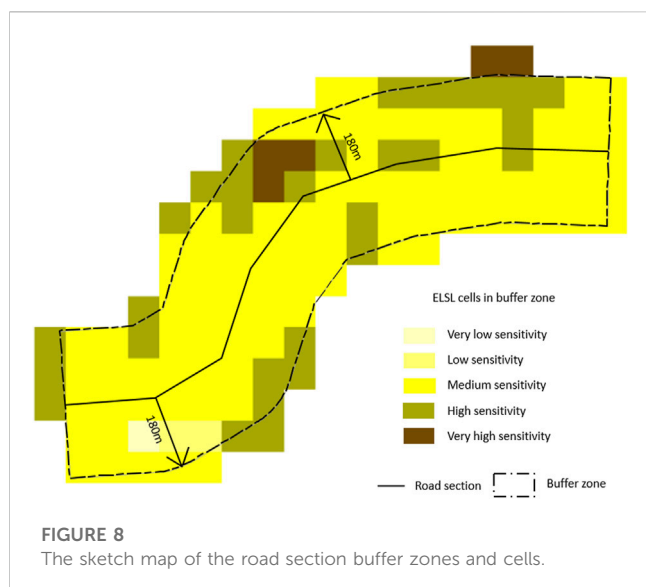 180m
180m
ELSL cells in buffer zone
Very low sensitivity
Low sensitivity
Medium sensitivity
High sensitivity
Very high sensitivity
Road section
Buffer zone
FIGURE 8
The sketch map of the road section buffer zones and cells.